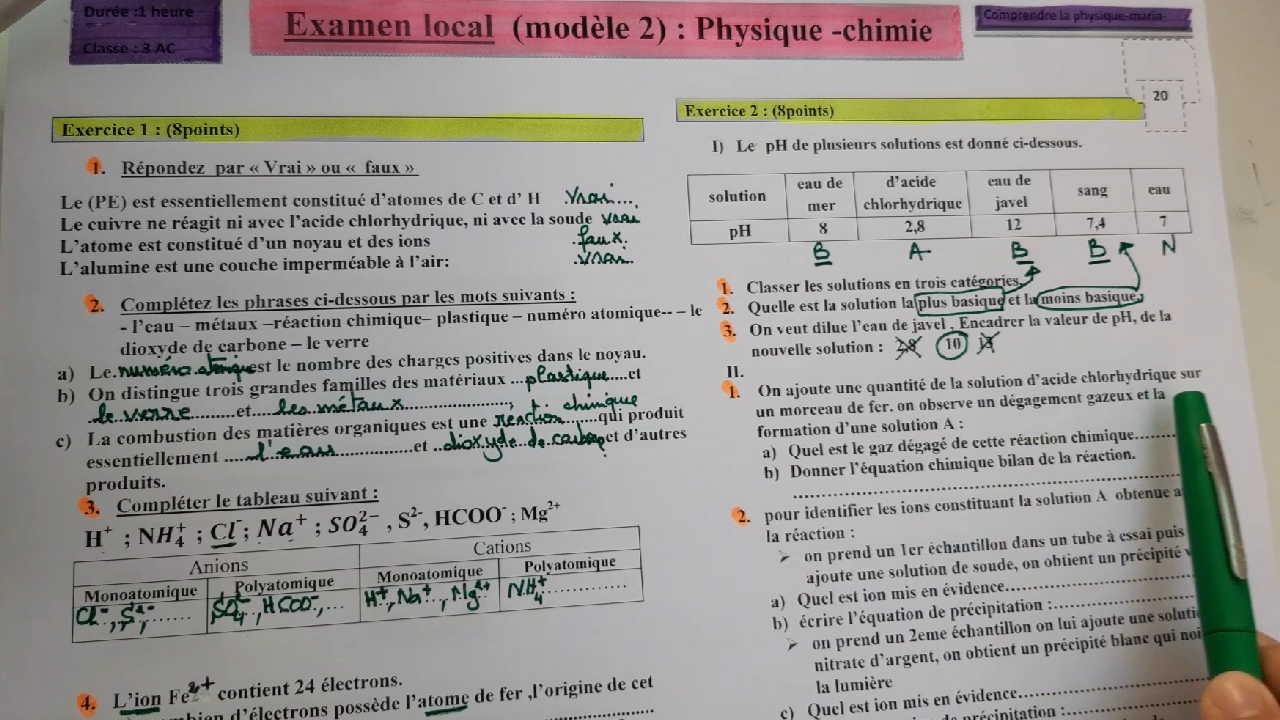 Durée :1 heure
Classe : 3 AC
Examen local (modèle 2) : Physique -chimie
Comprendre la physique-maria
20
Exercice 1 : (8points)
1. Répondez par « Vrai » ou « faux »
Le (PE) est essentiellement constitué d'atomes de C et d' H vrai
Le cuivre ne réagit ni avec l'acide chlorhydrique, ni avec la soude vrai
L'atome est constitué d'un noyau et des ions faux
L'alumine est une couche imperméable à l'air: vrai
2. Complétez les phrases ci-dessous par les mots suivants :
- l'eau – métaux –réaction chimique– plastique – numéro atomique-- – le
dioxyde de carbone – le verre
a) Le numéro atomique est le nombre des charges positives dans le noyau.
b) On distingue trois grandes familles des matériaux ...plastique....et
..le verre........et....les métaux...................,
c) La combustion des matières organiques est une réaction chimique qui produit
essentiellement .....l'eau..............et ..dioxyde de carbone et d'autres
produits.
3. Compléter le tableau suivant :
H⁺ ; NH₄⁺ ; Cl⁻ ; Na⁺ ; SO₄²⁻ , S²⁻, HCOO⁻ ; Mg²⁺
Anions Cations
Monoatomique Polyatomique Monoatomique Polyatomique
Cl⁻, S²⁻, ...... SO₄²⁻, HCOO⁻, ... H⁺, Na⁺, Mg²⁺ NH₄⁺ ............
4. L'ion Fe²⁺ contient 24 électrons.
d'électrons possède l'atome de fer ,l'origine de cet
Exercice 2 : (8points)
I) Le pH de plusieurs solutions est donné ci-dessous.
solution eau de mer d'acide chlorhydrique eau de javel sang eau
pH 8 2,8 12 7,4 7
B A B B N
1. Classer les solutions en trois catégories.
2. Quelle est la solution la plus basique et la moins basique.
3. On veut dilue l'eau de javel . Encadrer la valeur de pH, de la
nouvelle solution : 2,8 10 13
II.
1. On ajoute une quantité de la solution d'acide chlorhydrique sur
un morceau de fer. on observe un dégagement gazeux et la
formation d'une solution A :
a) Quel est le gaz dégagé de cette réaction chimique.........
b) Donner l'équation chimique bilan de la réaction.
2. pour identifier les ions constituant la solution A obtenue a
la réaction :
➢ on prend un 1er échantillon dans un tube à essai puis
ajoute une solution de soude, on obtient un précipité v
a) Quel est ion mis en évidence............
b) écrire l'équation de précipitation :............
➢ on prend un 2eme échantillon on lui ajoute une soluti
nitrate d'argent, on obtient un précipité blanc qui noi
la lumière
c) Quel est ion mis en évidence............
de précipitation :............